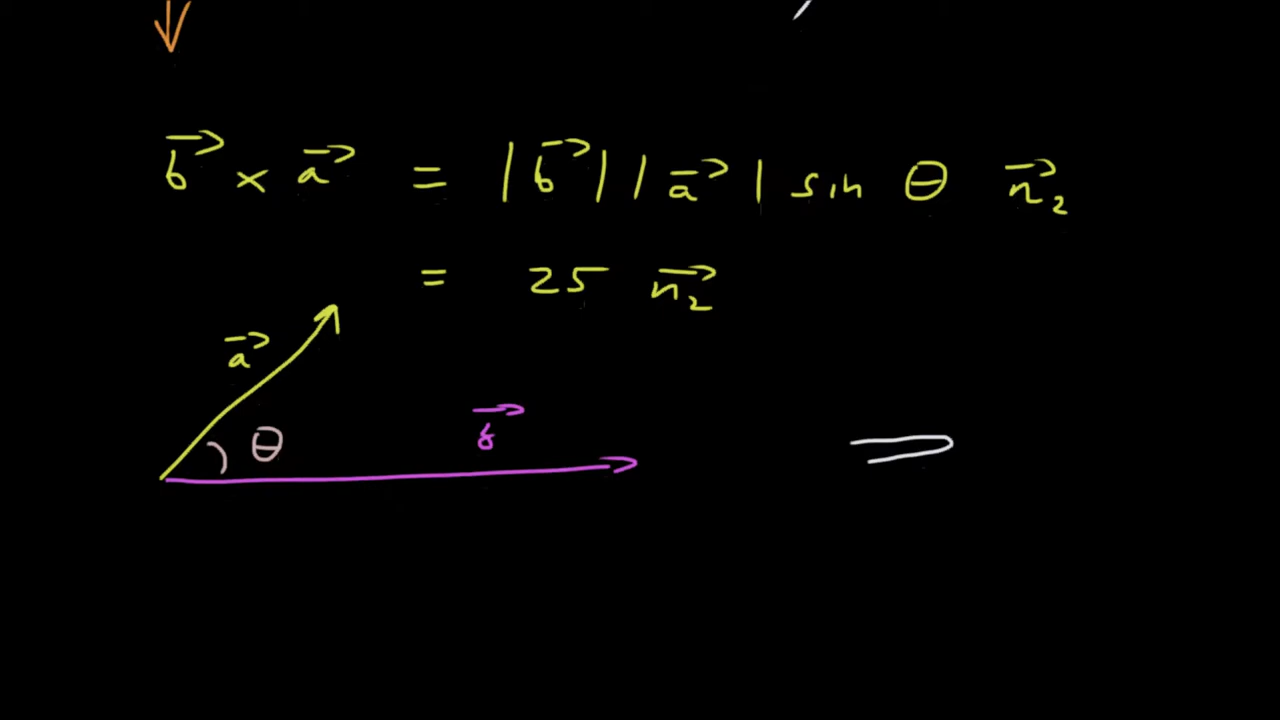 b⃗ × a⃗ = |b⃗| |a⃗| sin θ n⃗₂
= 25 n⃗₂
a⃗
θ
b⃗